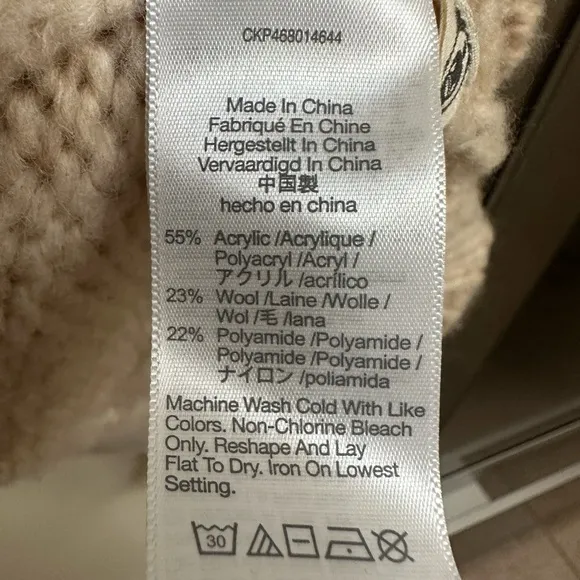 CKP468014644
Made In China
Fabriqué En Chine
Hergestellt In China
Vervaardigd In China
中国製
hecho en china
55% Acrylic /Acrylique /
Polyacryl /Acryl /
アクリル /acrílico
23% Wool /Laine /Wolle /
Wol /毛 /lana
22% Polyamide /Polyamide /
Polyamide /Polyamide /
ナイロン /poliamida
Machine Wash Cold With Like
Colors. Non-Chlorine Bleach
Only. Reshape And Lay
Flat To Dry. Iron On Lowest
Setting.
30